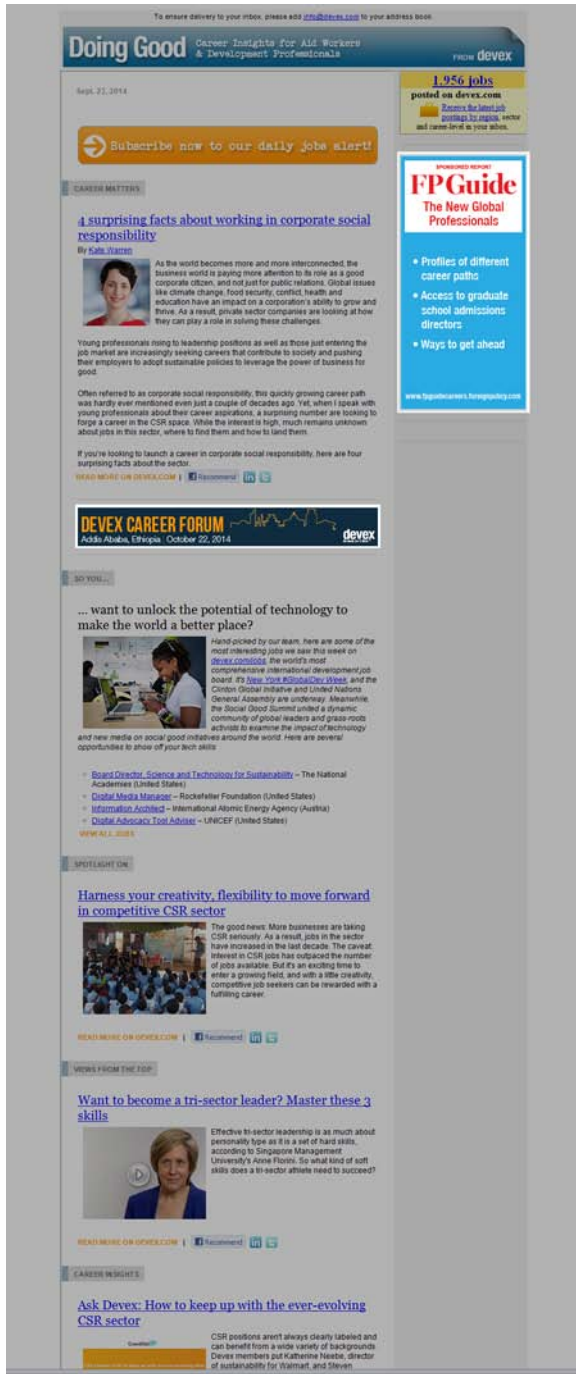 To ensure delivery to your inbox, please add info@devex.com to your address book.
Doing Good
Career Insights for Aid Workers
& Development Professionals
FROM devex
Sept. 23, 2014
1,956 jobs
posted on devex.com
Receive the latest job
postings by region, sector
and career-level in your inbox.
Subscribe now to our daily jobs alert!
SPONSORED REPORT
FPGuide
The New Global
Professionals
• Profiles of different
career paths
• Access to graduate
school admissions
directors
• Ways to get ahead
www.fpguidecareers.foreignpolicy.com
CAREER MATTERS
4 surprising facts about working in corporate social
responsibility
By Kate Warren
As the world becomes more and more interconnected, the
business world is paying more attention to its role as a good
corporate citizen, and not just for public relations. Global issues
like climate change, food security, conflict, health and
education have an impact on a corporation's ability to grow and
thrive. As a result, private sector companies are looking at how
they can play a role in solving these challenges.
Young professionals rising to leadership positions as well as those just entering the
job market are increasingly seeking careers that contribute to society and pushing
their employers to adopt sustainable policies to leverage the power of business for
good.
Often referred to as corporate social responsibility, this quickly growing career path
was hardly ever mentioned even just a couple of decades ago. Yet, when I speak with
young professionals about their career aspirations, a surprising number are looking to
forge a career in the CSR space. While the interest is high, much remains unknown
about jobs in this sector, where to find them and how to land them.
If you're looking to launch a career in corporate social responsibility, here are four
surprising facts about the sector.
READ MORE ON DEVEX.COM | Recommend
DEVEX CAREER FORUM
Addis Ababa, Ethiopia | October 22, 2014
devex
SO YOU...
... want to unlock the potential of technology to
make the world a better place?
Hand-picked by our team, here are some of the
most interesting jobs we saw this week on
devex.com/jobs, the world's most
comprehensive international development job
board. It's New York #GlobalDev Week, and the
Clinton Global Initiative and United Nations
General Assembly are underway. Meanwhile,
the Social Good Summit united a dynamic
community of global leaders and grass-roots
activists to examine the impact of technology
and new media on social good initiatives around the world. Here are several
opportunities to show off your tech skills:
Board Director, Science and Technology for Sustainability – The National
Academies (United States)
Digital Media Manager – Rockefeller Foundation (United States)
Information Architect – International Atomic Energy Agency (Austria)
Digital Advocacy Tool Adviser – UNICEF (United States)
VIEW ALL JOBS
SPOTLIGHT ON
Harness your creativity, flexibility to move forward
in competitive CSR sector
The good news: More businesses are taking
CSR seriously. As a result, jobs in the sector
have increased in the last decade. The caveat:
Interest in CSR jobs has outpaced the number
of jobs available. But it's an exciting time to
enter a growing field, and with a little creativity,
competitive job seekers can be rewarded with a
fulfilling career.
READ MORE ON DEVEX.COM | Recommend
VIEWS FROM THE TOP
Want to become a tri-sector leader? Master these 3
skills
Effective tri-sector leadership is as much about
personality type as it is a set of hard skills,
according to Singapore Management
University's Anne Florini. So what kind of soft
skills does a tri-sector athlete need to succeed?
READ MORE ON DEVEX.COM | Recommend
CAREER INSIGHTS
Ask Devex: How to keep up with the ever-evolving
CSR sector
CSR positions aren't always clearly labeled and
can benefit from a wide variety of backgrounds.
Devex members put Katherine Neebe, director
of sustainability for Walmart, and Steven